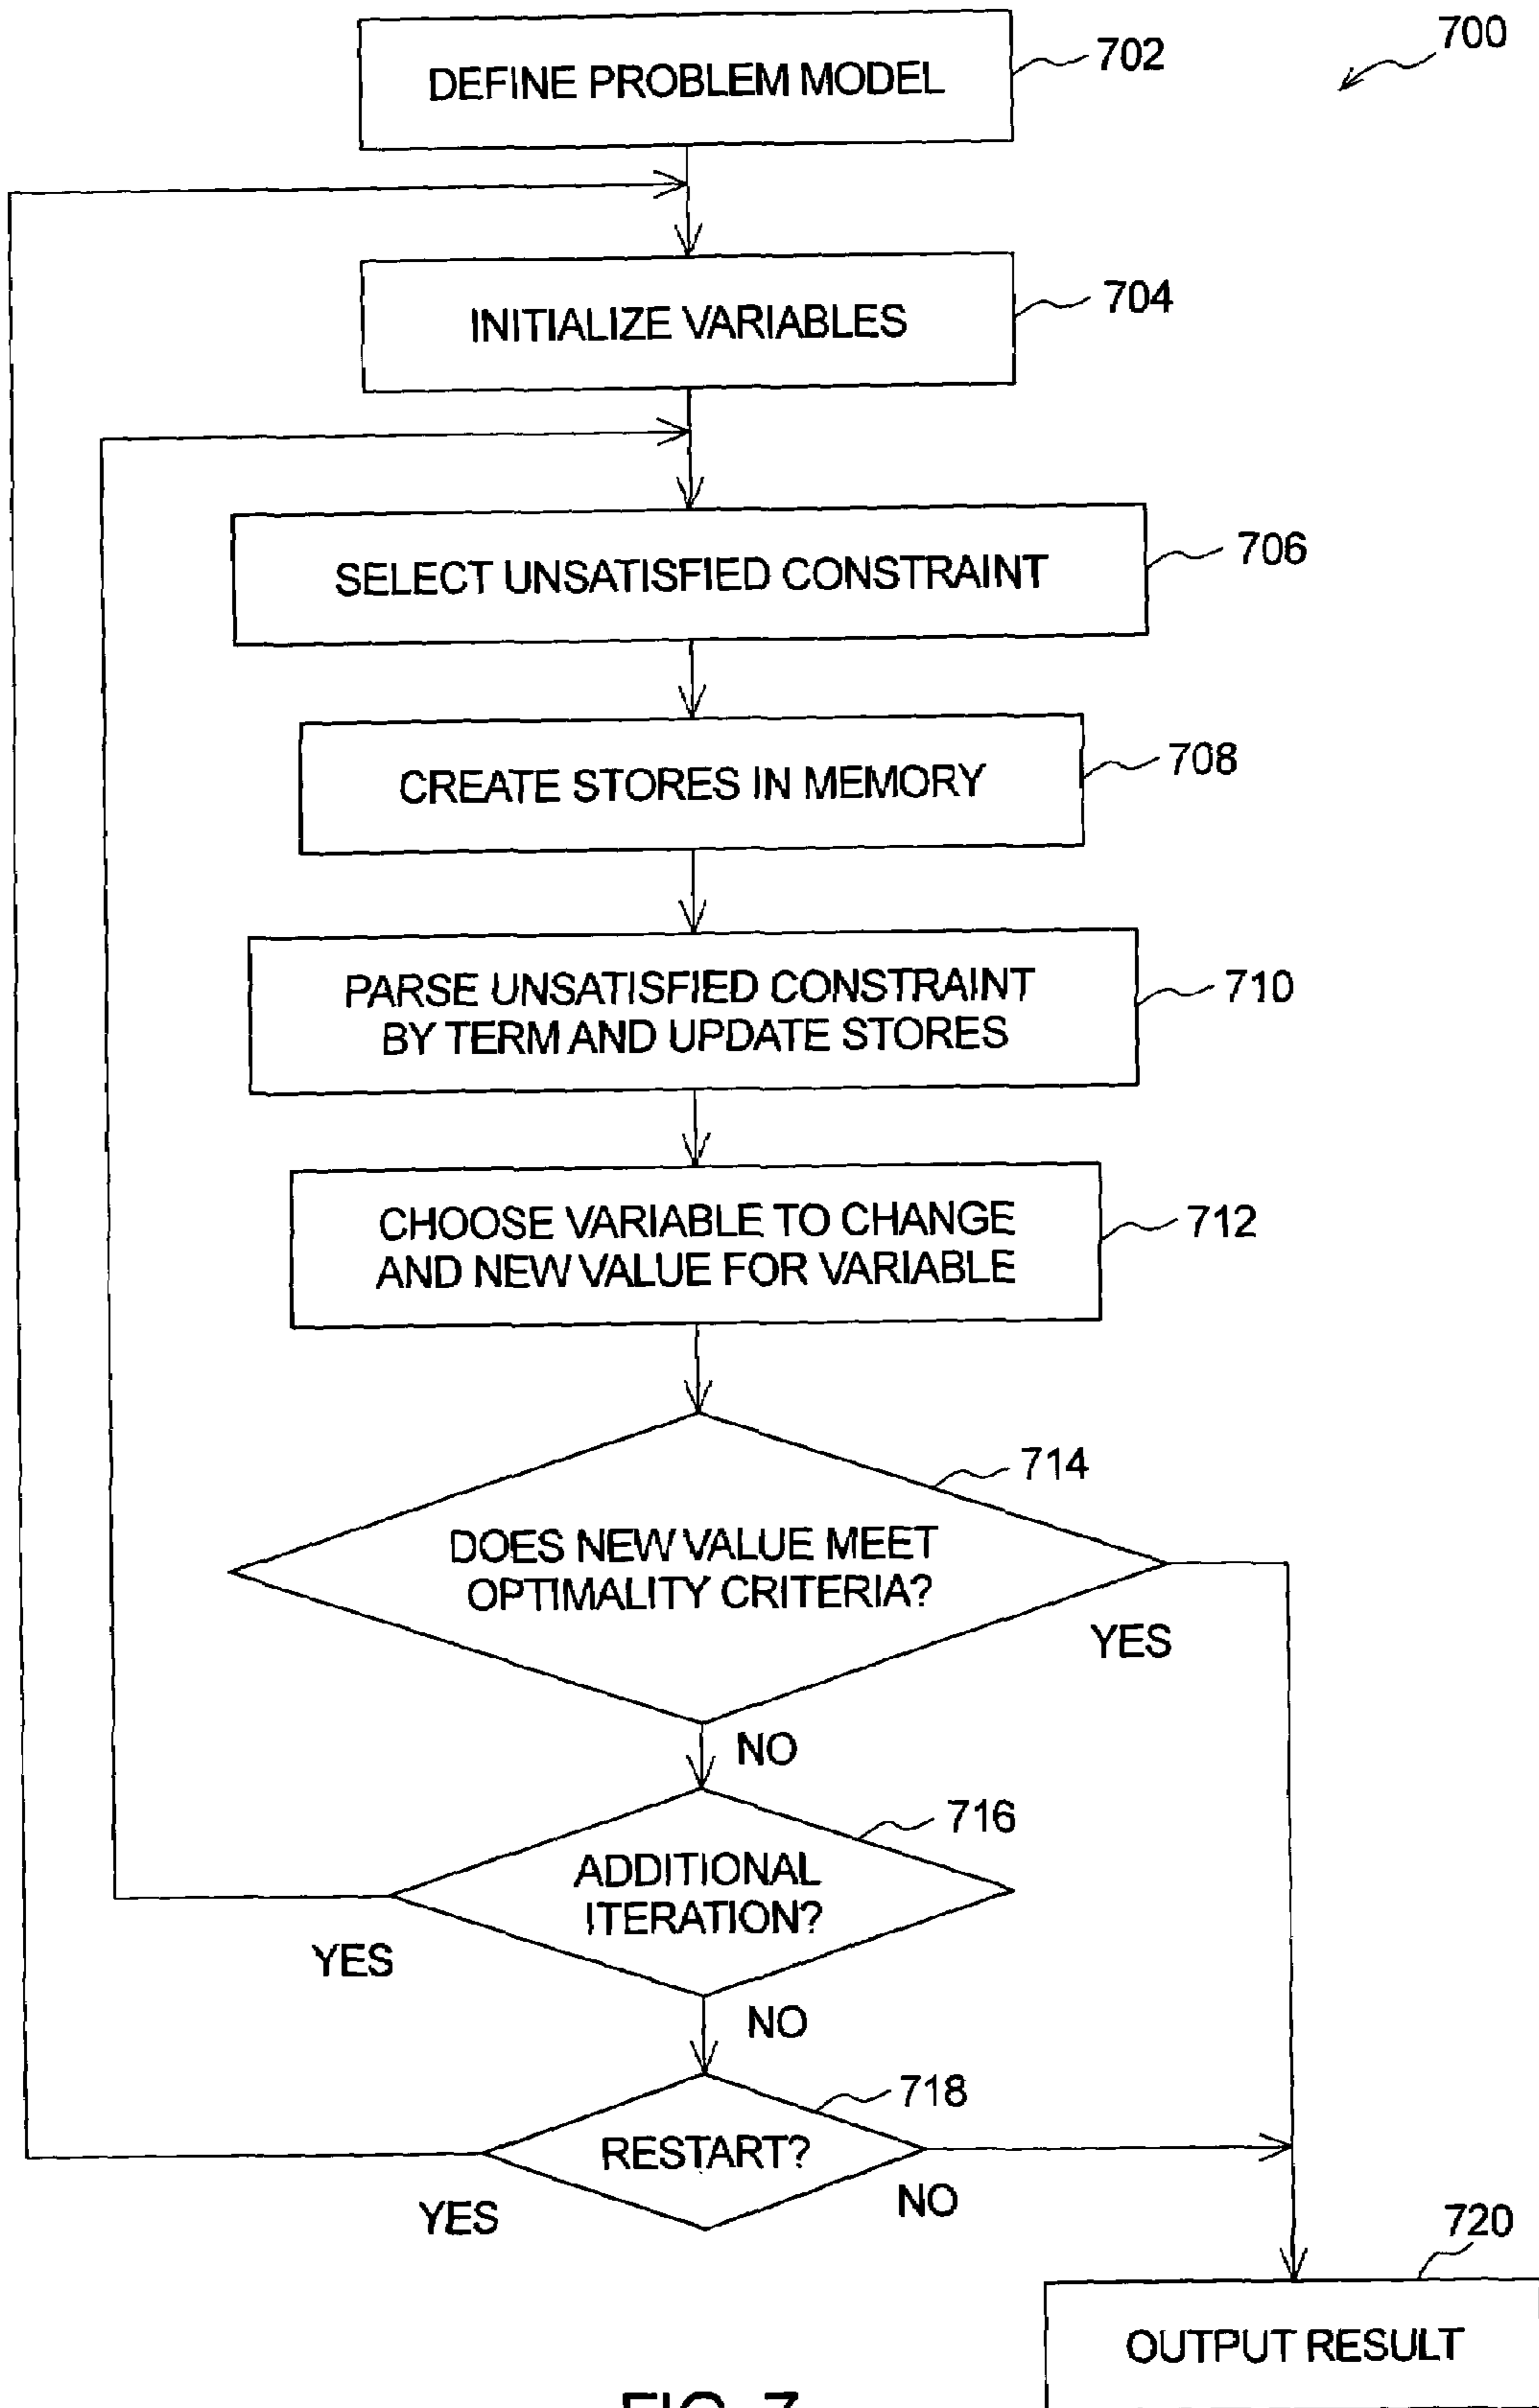 700
DEFINE PROBLEM MODEL
702
INITIALIZE VARIABLES
704
SELECT UNSATISFIED CONSTRAINT
706
CREATE STORES IN MEMORY
708
PARSE UNSATISFIED CONSTRAINT
BY TERM AND UPDATE STORES
710
CHOOSE VARIABLE TO CHANGE
AND NEW VALUE FOR VARIABLE
712
714
DOES NEW VALUE MEET
OPTIMALITY CRITERIA?
YES
NO
716
ADDITIONAL
ITERATION?
YES
NO
718
RESTART?
YES
NO
720
OUTPUT RESULT
FIG. 7